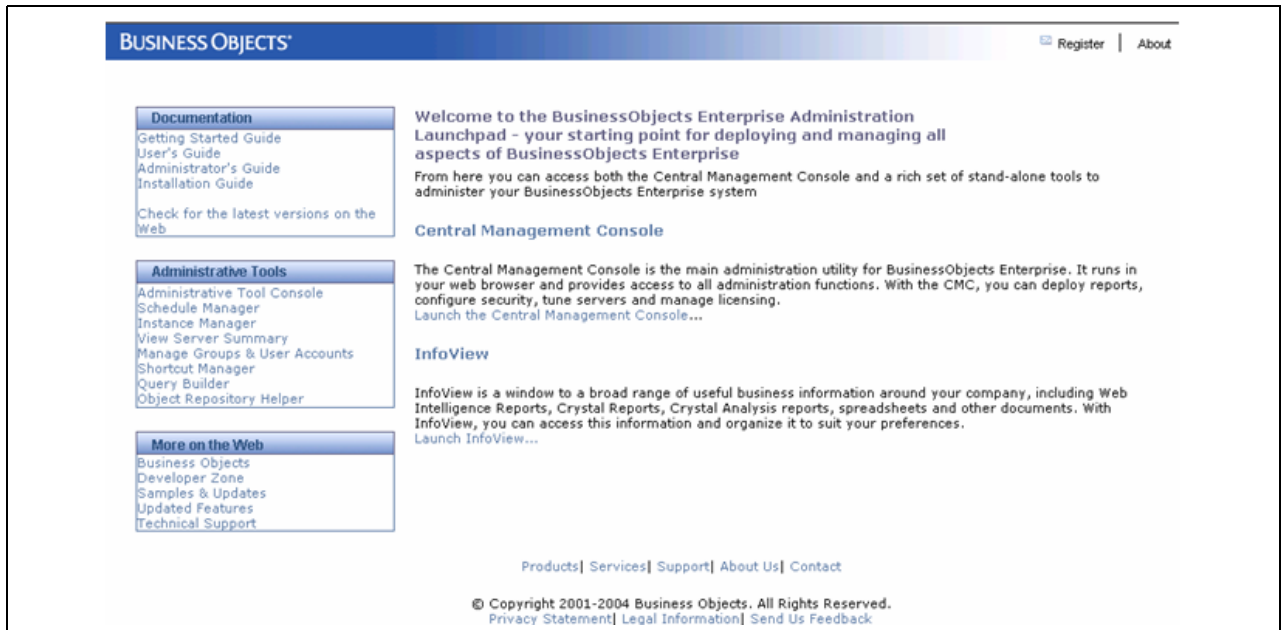 BUSINESS OBJECTS
Register | About
Documentation
Getting Started Guide
User's Guide
Administrator's Guide
Installation Guide
Check for the latest versions on the
Web
Administrative Tools
Administrative Tool Console
Schedule Manager
Instance Manager
View Server Summary
Manage Groups & User Accounts
Shortcut Manager
Query Builder
Object Repository Helper
More on the Web
Business Objects
Developer Zone
Samples & Updates
Updated Features
Technical Support
Welcome to the BusinessObjects Enterprise Administration
Launchpad - your starting point for deploying and managing all
aspects of BusinessObjects Enterprise
From here you can access both the Central Management Console and a rich set of stand-alone tools to
administer your BusinessObjects Enterprise system
Central Management Console
The Central Management Console is the main administration utility for BusinessObjects Enterprise. It runs in
your web browser and provides access to all administration functions. With the CMC, you can deploy reports,
configure security, tune servers and manage licensing.
Launch the Central Management Console...
InfoView
InfoView is a window to a broad range of useful business information around your company, including Web
Intelligence Reports, Crystal Reports, Crystal Analysis reports, spreadsheets and other documents. With
InfoView, you can access this information and organize it to suit your preferences.
Launch InfoView...
Products| Services| Support| About Us| Contact
© Copyright 2001-2004 Business Objects. All Rights Reserved.
Privacy Statement| Legal Information| Send Us Feedback